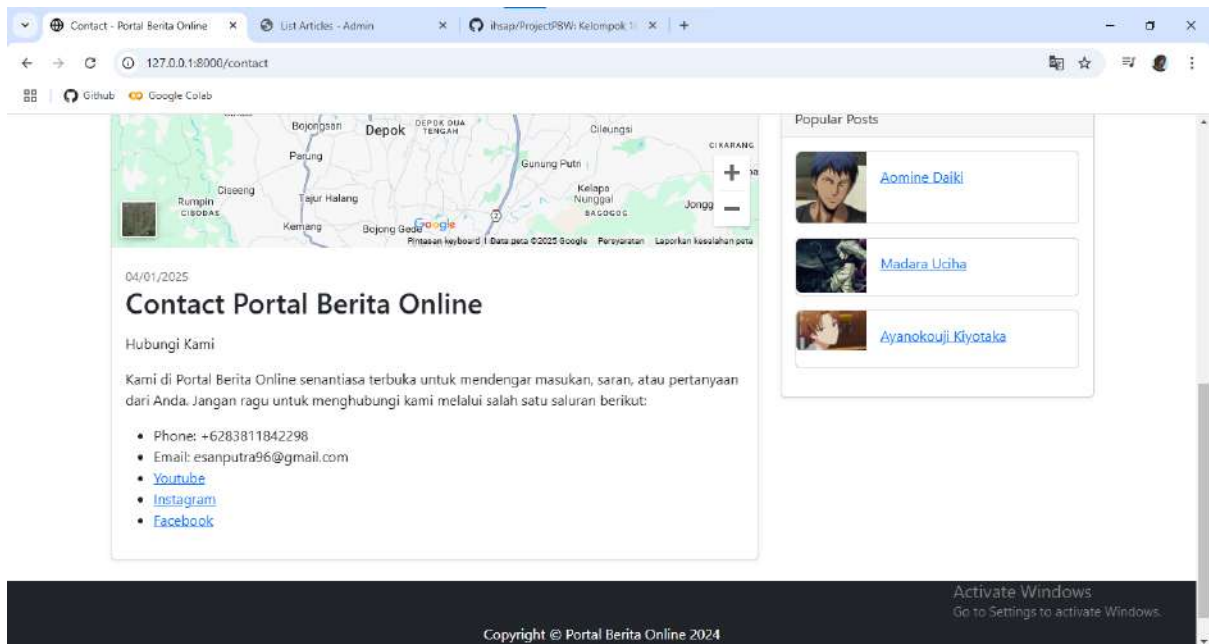 Contact - Portal Berita Online
List Articles - Admin
ihsap/ProjectPBW: Kelompok 1
127.0.0.1:8000/contact
Github
Google Colab
Bojongsari
Depok
DEPOK DUA
TENGAH
Cileungsi
CIKARANG
Parung
Gunung Putri
Ciseeng
Rumpin
CIBODAS
Tajur Halang
Kelapa
Nunggal
BAGOGOG
Jongg
Kemang
Bojong Gede
Google
Pintasan keyboard
Data peta ©2025 Google
Persyaratan
Laporkan kesalahan peta
04/01/2025
Contact Portal Berita Online
Hubungi Kami
Kami di Portal Berita Online senantiasa terbuka untuk mendengar masukan, saran, atau pertanyaan
dari Anda. Jangan ragu untuk menghubungi kami melalui salah satu saluran berikut:
Phone: +6283811842298
Email: esanputra96@gmail.com
Youtube
Instagram
Facebook
Popular Posts
Aomine Daiki
Madara Uciha
Ayanokouji Kiyotaka
Activate Windows
Go to Settings to activate Windows.
Copyright © Portal Berita Online 2024